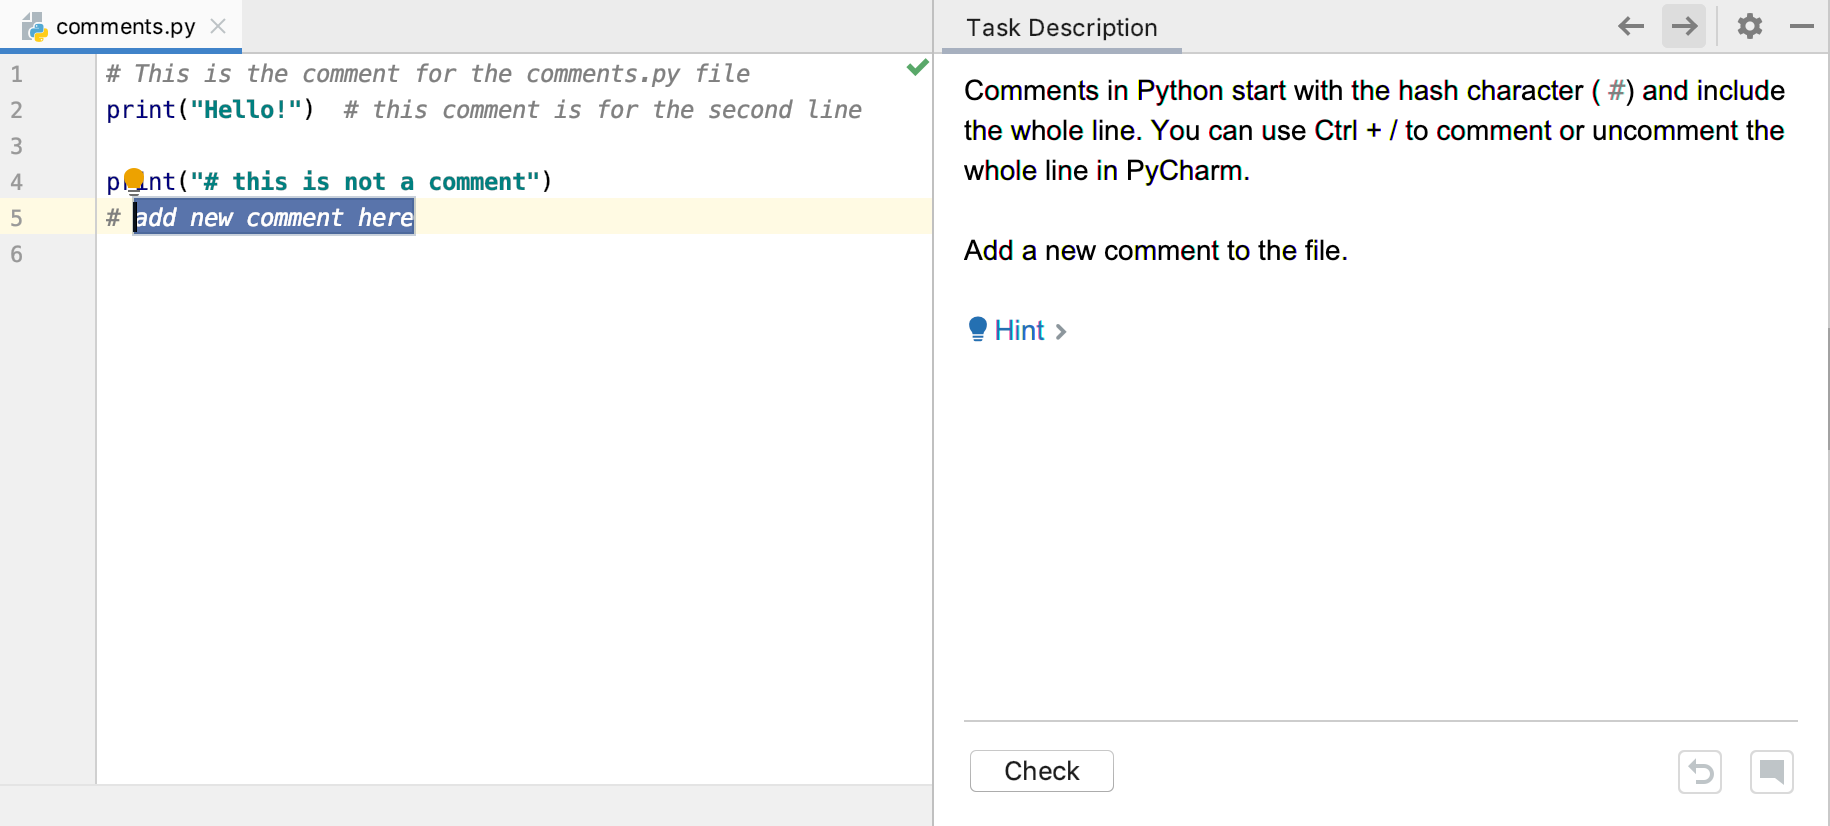 comments.py
1 # This is the comment for the comments.py file
2 print("Hello!")  # this comment is for the second line
3
4 print("# this is not a comment")
5 # add new comment here
6
Task Description
Comments in Python start with the hash character ( #) and include
the whole line. You can use Ctrl + / to comment or uncomment the
whole line in PyCharm.
Add a new comment to the file.
Hint
Check